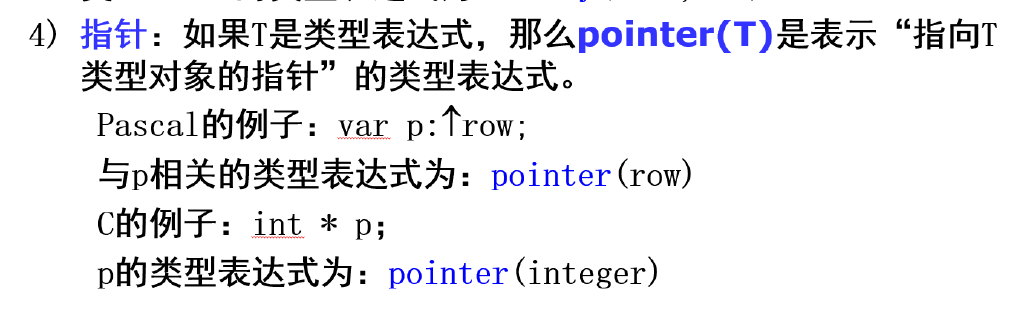 4) 指针：如果T是类型表达式，那么pointer(T)是表示“指向T
类型对象的指针”的类型表达式。
Pascal的例子：var p:↑row;
与p相关的类型表达式为：pointer(row)
C的例子：int * p;
p的类型表达式为：pointer(integer)